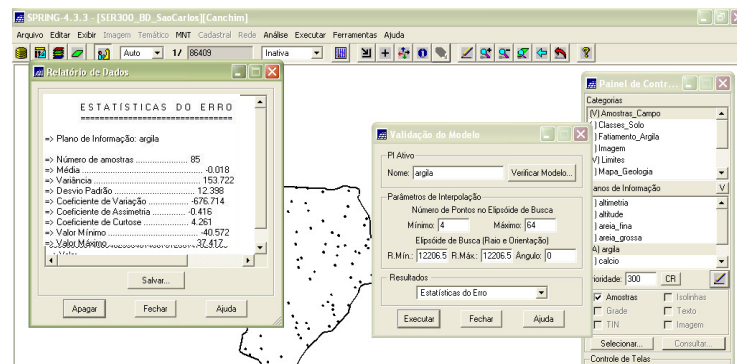 SPRING-4.3.3 - [SER300_BD_SaoCarlos][Canchim]
Arquivo Editar Exibir Imagem Temático MNT Cadastral Rede Análise Executar Ferramentas Ajuda
Auto 1/ 86409 Inativa
Relatório de Dados
ESTATÍSTICAS DO ERRO
=> Plano de Informação: argila
=> Número de amostras ..................... 85
=> Média ..................... -0.018
=> Variância ..................... 153.722
=> Desvio Padrão ..................... 12.398
=> Coeficiente de Variação ..................... -676.714
=> Coeficiente de Assimetria ..................... -0.416
=> Coeficiente de Curtose ..................... 4.261
=> Valor Mínimo ..................... -40.572
=> Valor Máximo 37.417
Salvar...
Apagar Fechar Ajuda
Validação do Modelo
PI Ativo
Nome: argila Verificar Modelo...
Parâmetros de Interpolação
Número de Pontos no Elipsóide de Busca
Mínimo: 4 Máximo: 64
Elipsóide de Busca (Raio e Orientação)
R.Mín.: 12206.5 R.Máx.: 12206.5 Ângulo: 0
Resultados
Estatísticas do Erro
Executar Fechar Ajuda
Painel de Contr...
Categorias
(V) Amostras_Campo
( ) Classes_Solo
) Fatiamento_Argila
) Imagem
V) Limites
) Mapa_Geologia
anos de Informação V
) altimetria
) altitude
) areia_fina
) areia_grossa
A) argila
) calcio
ioridade: 300 CR
Amostras Isolinhas
Grade Texto
TIN Imagem
Selecionar... Consultar...
Controle de Telas